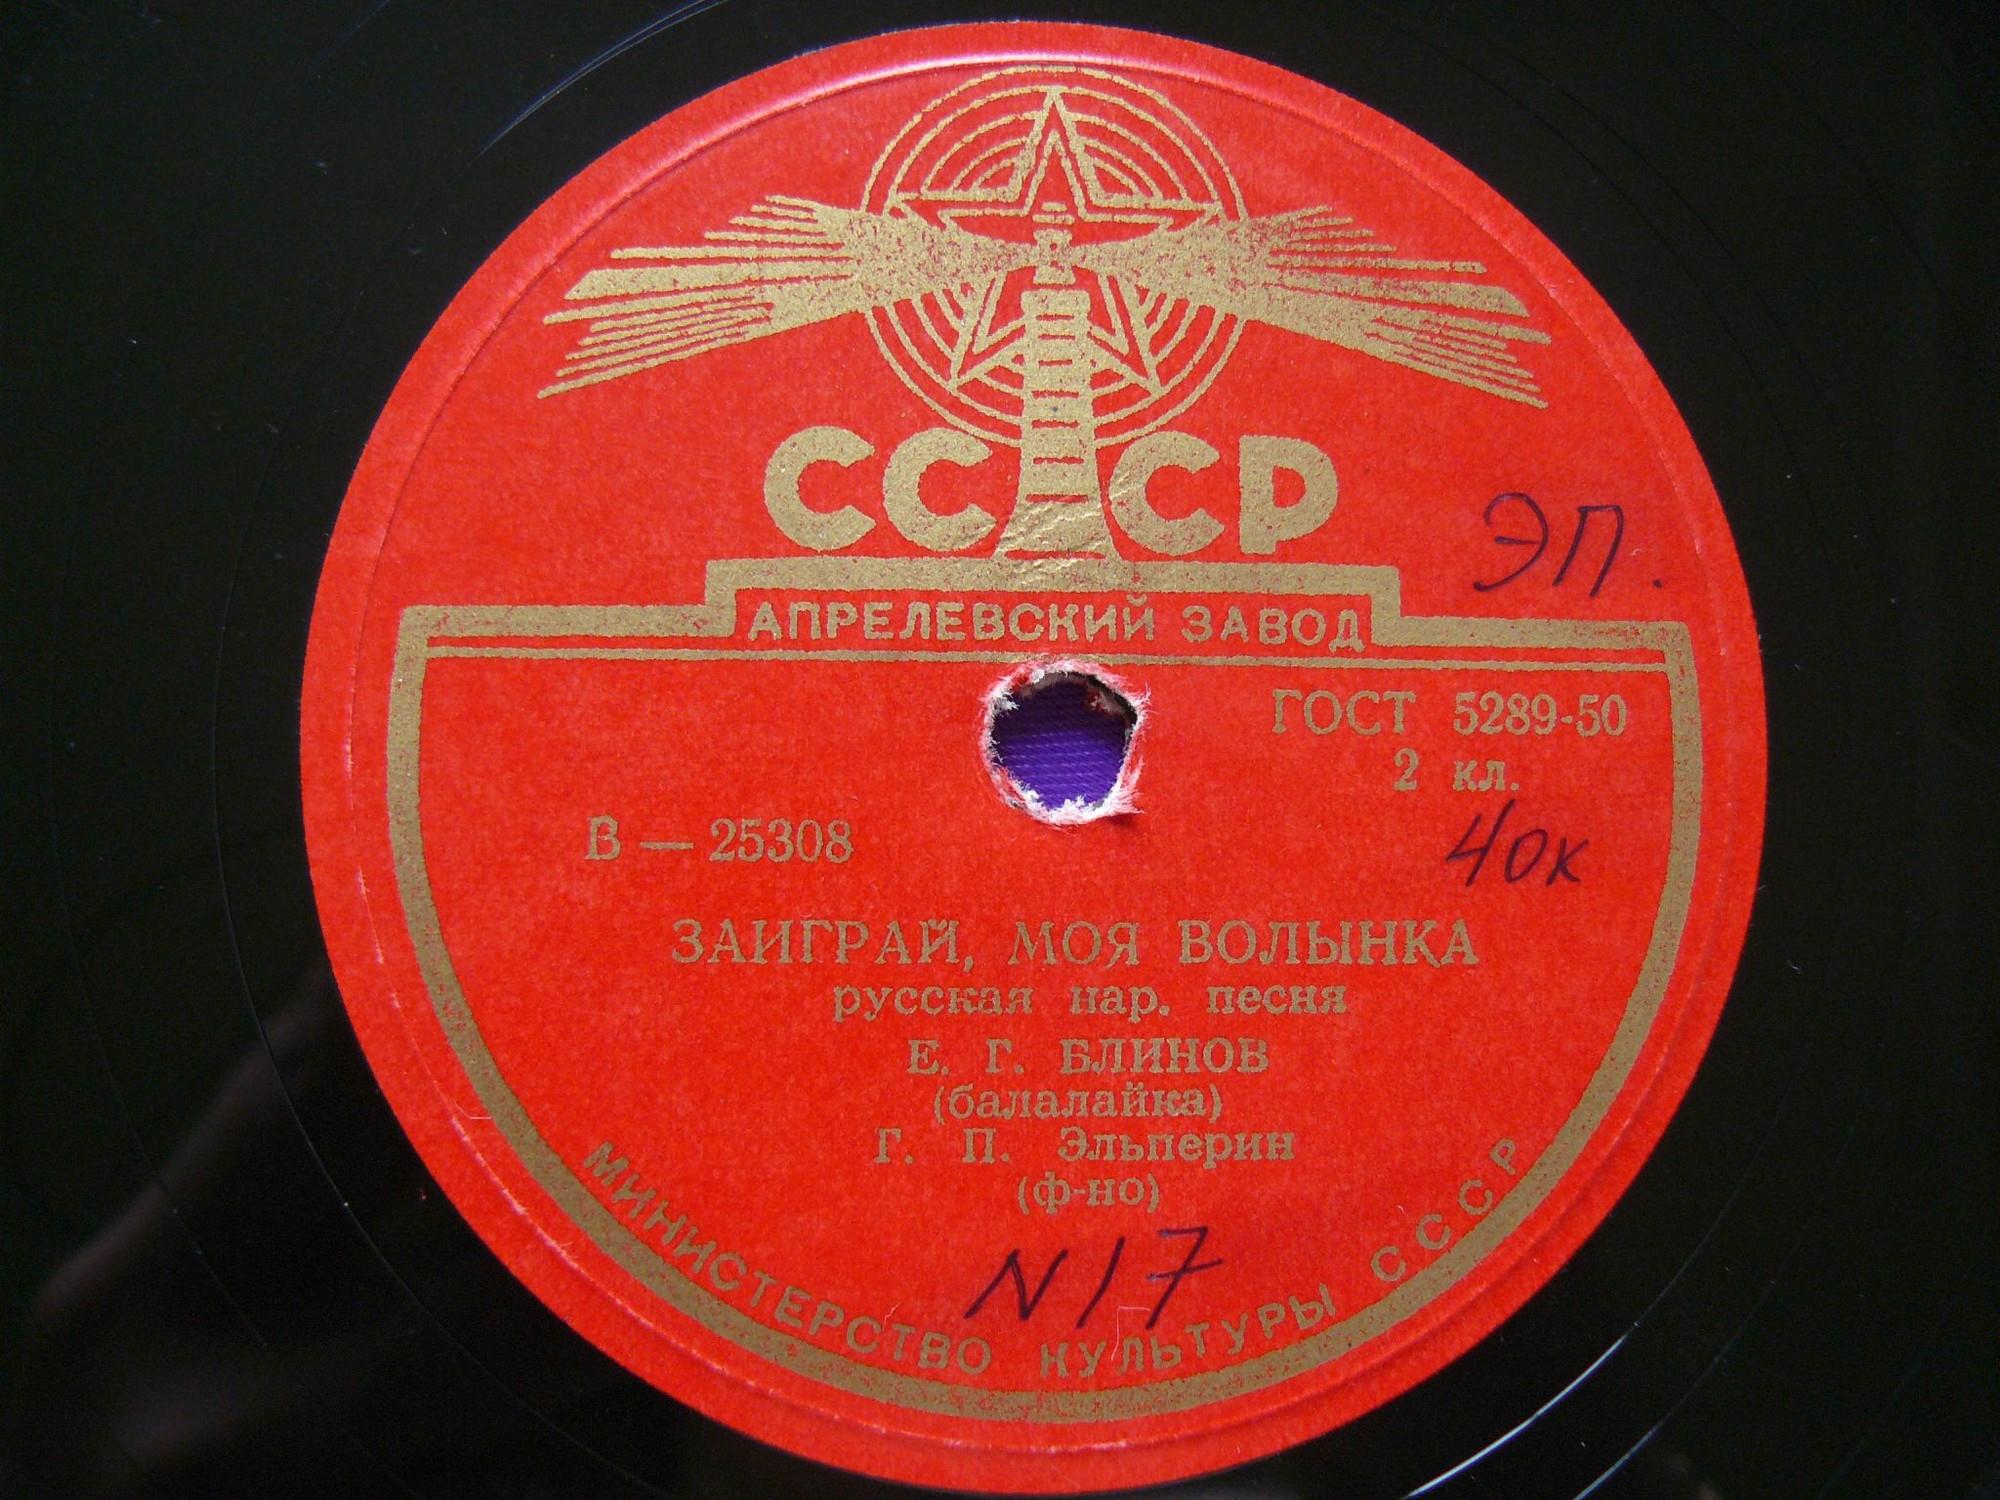 СССР
ЭП.
АПРЕЛЕВСКИЙ ЗАВОД
ГОСТ 5289-50
2 кл.
В — 25308
40к
ЗАИГРАЙ, МОЯ ВОЛЫНКА
русская нар. песня
Е. Г. БЛИНОВ
(балалайка)
Г. П. Эльперин
(ф-но)
N17
МИНИСТЕРСТВО КУЛЬТУРЫ СССР